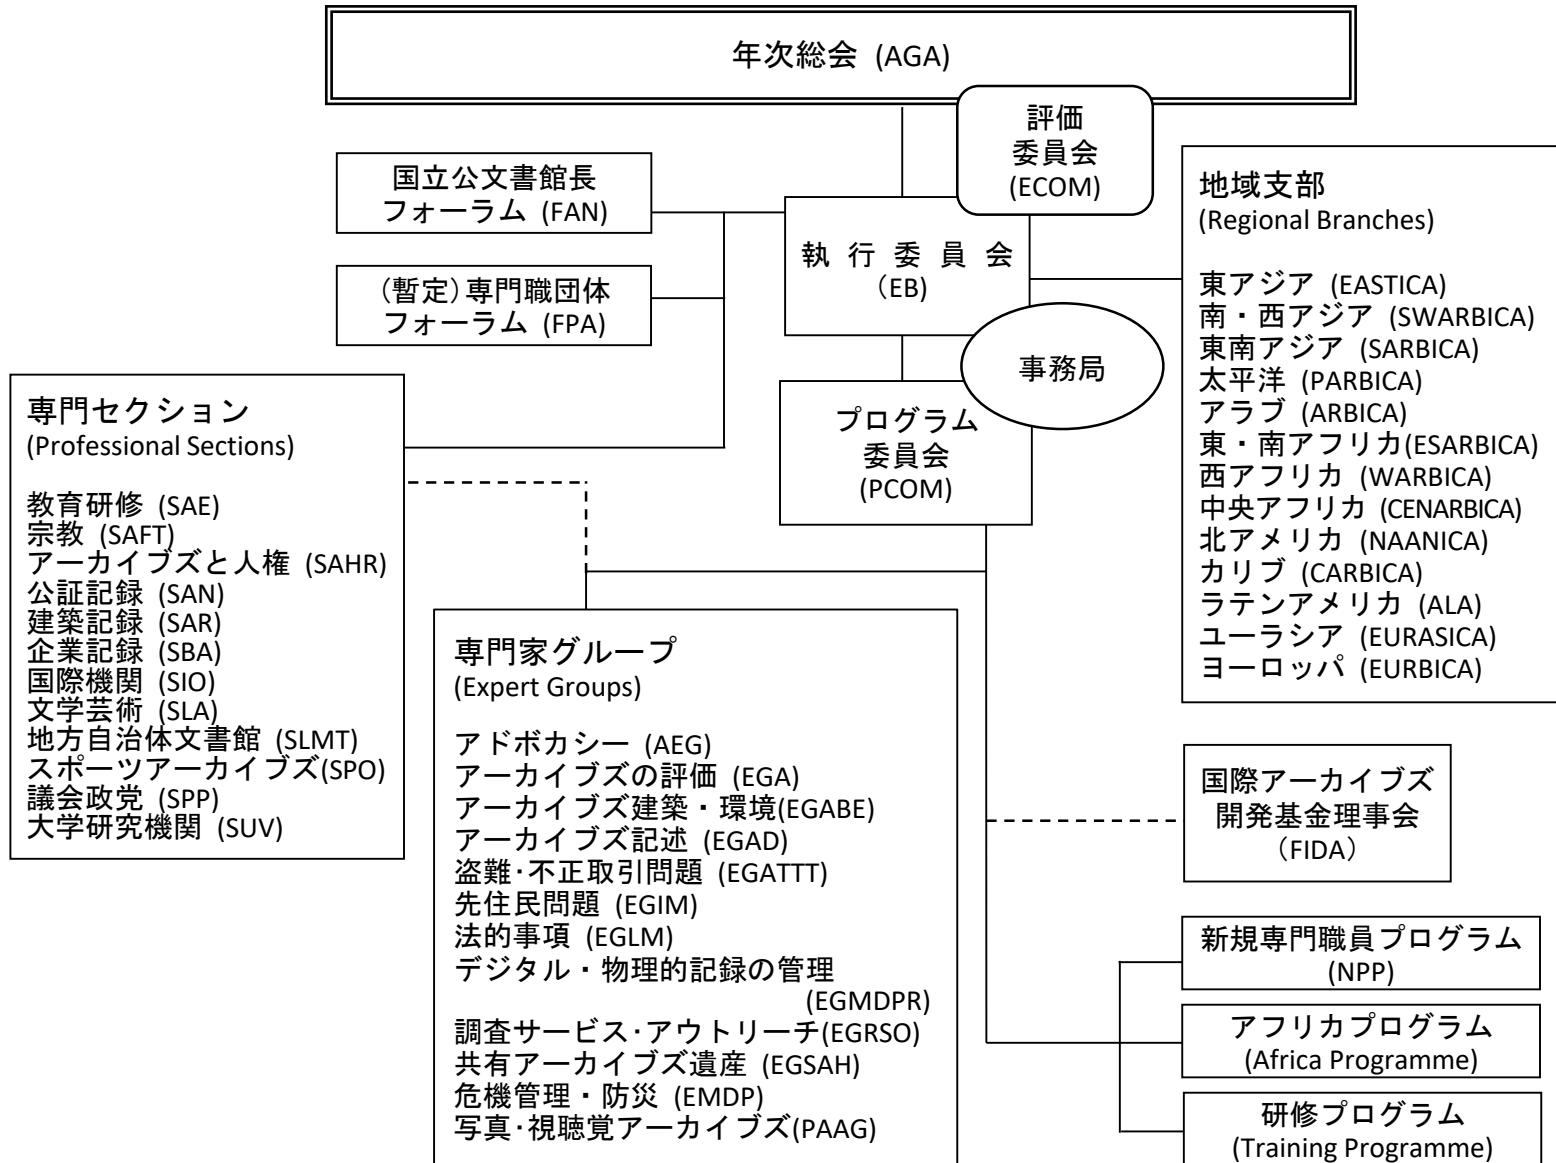 年次総会 (AGA)
評価
委員会
(ECOM)
国立公文書館長
フォーラム (FAN)
(暫定)専門職団体
フォーラム (FPA)
執行委員会
(EB)
事務局
プログラム
委員会
(PCOM)
地域支部
(Regional Branches)
東アジア (EASTICA)
南・西アジア (SWARBICA)
東南アジア (SARBICA)
太平洋 (PARBICA)
アラブ (ARBICA)
東・南アフリカ(ESARBICA)
西アフリカ (WARBICA)
中央アフリカ (CENARBICA)
北アメリカ (NAANICA)
カリブ (CARBICA)
ラテンアメリカ (ALA)
ユーラシア (EURASICA)
ヨーロッパ (EURBICA)
専門セクション
(Professional Sections)
教育研修 (SAE)
宗教 (SAFT)
アーカイブズと人権 (SAHR)
公証記録 (SAN)
建築記録 (SAR)
企業記録 (SBA)
国際機関 (SIO)
文学芸術 (SLA)
地方自治体文書館 (SLMT)
スポーツアーカイブズ(SPO)
議会政党 (SPP)
大学研究機関 (SUV)
専門家グループ
(Expert Groups)
アドボカシー (AEG)
アーカイブズの評価 (EGA)
アーカイブズ建築・環境(EGABE)
アーカイブズ記述 (EGAD)
盗難・不正取引問題 (EGATTT)
先住民問題 (EGIM)
法的事項 (EGLM)
デジタル・物理的記録の管理
(EGMDPR)
調査サービス・アウトリーチ(EGRSO)
共有アーカイブズ遺産 (EGSAH)
危機管理・防災 (EMDP)
写真・視聴覚アーカイブズ(PAAG)
国際アーカイブズ
開発基金理事会
(FIDA)
新規専門職員プログラム
(NPP)
アフリカプログラム
(Africa Programme)
研修プログラム
(Training Programme)